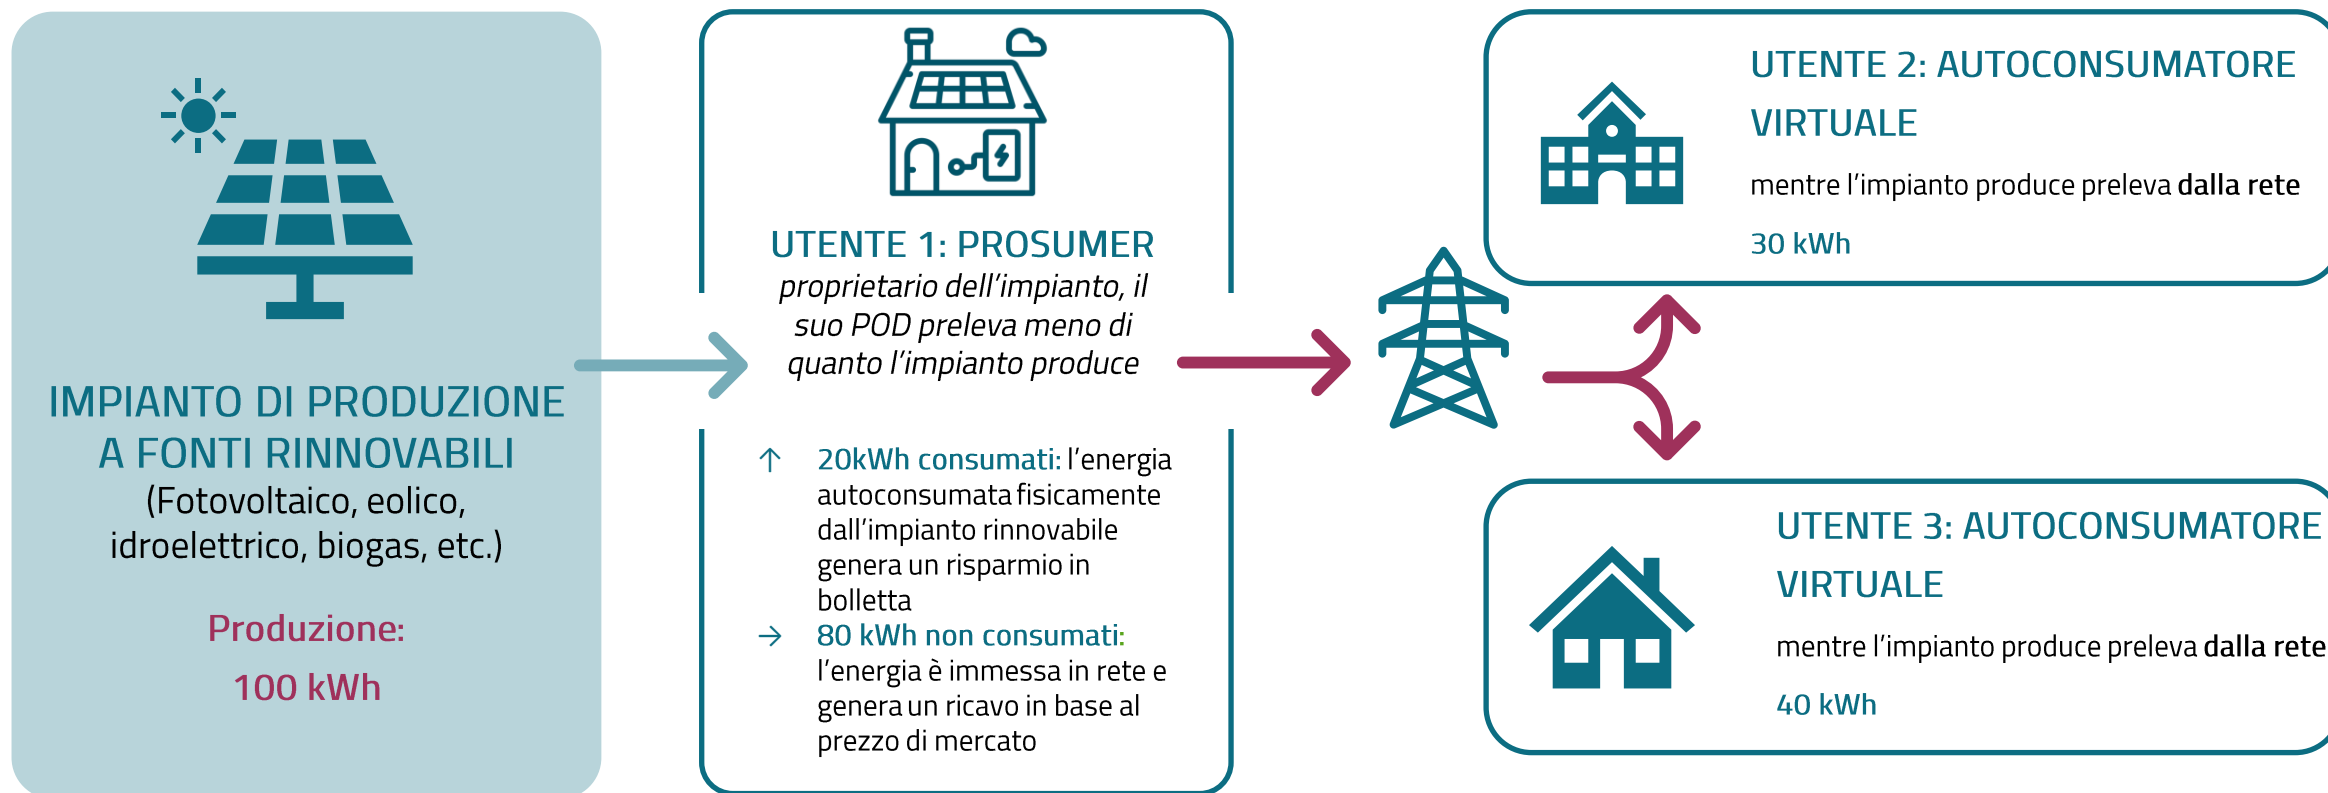 IMPIANTO DI PRODUZIONE
A FONTI RINNOVABILI
(Fotovoltaico, eolico,
idroelettrico, biogas, etc.)
Produzione:
100 kWh
UTENTE 1: PROSUMER
proprietario dell’impianto, il
suo POD preleva meno di
quanto l’impianto produce
↑ 20kWh consumati: l’energia
autoconsumata fisicamente
dall’impianto rinnovabile
genera un risparmio in
bolletta
→ 80 kWh non consumati:
l’energia è immessa in rete e
genera un ricavo in base al
prezzo di mercato
UTENTE 2: AUTOCONSUMATORE
VIRTUALE
mentre l’impianto produce preleva dalla rete
30 kWh
UTENTE 3: AUTOCONSUMATORE
VIRTUALE
mentre l’impianto produce preleva dalla rete
40 kWh